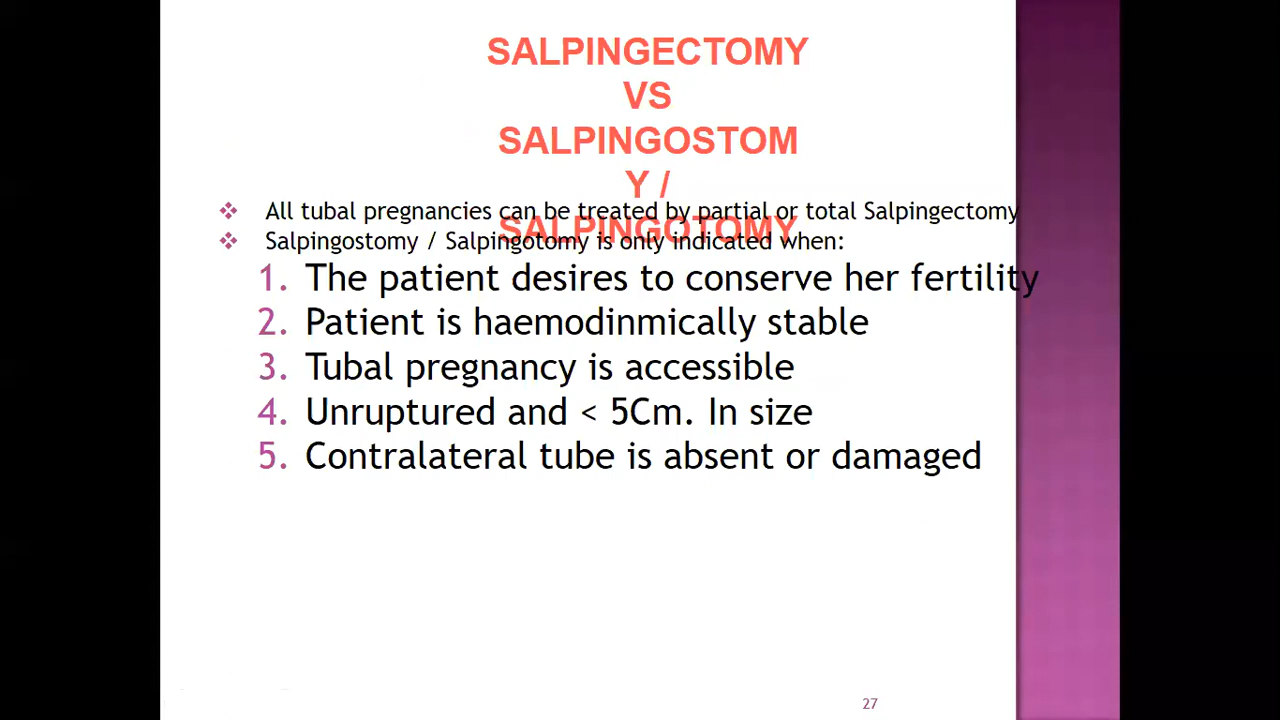 SALPINGECTOMY
VS
SALPINGOSTOM
Y /
SALPINGOTOMY
❖ All tubal pregnancies can be treated by partial or total Salpingectomy
❖ Salpingostomy / Salpingotomy is only indicated when:
1. The patient desires to conserve her fertility
2. Patient is haemodinmically stable
3. Tubal pregnancy is accessible
4. Unruptured and < 5Cm. In size
5. Contralateral tube is absent or damaged
27